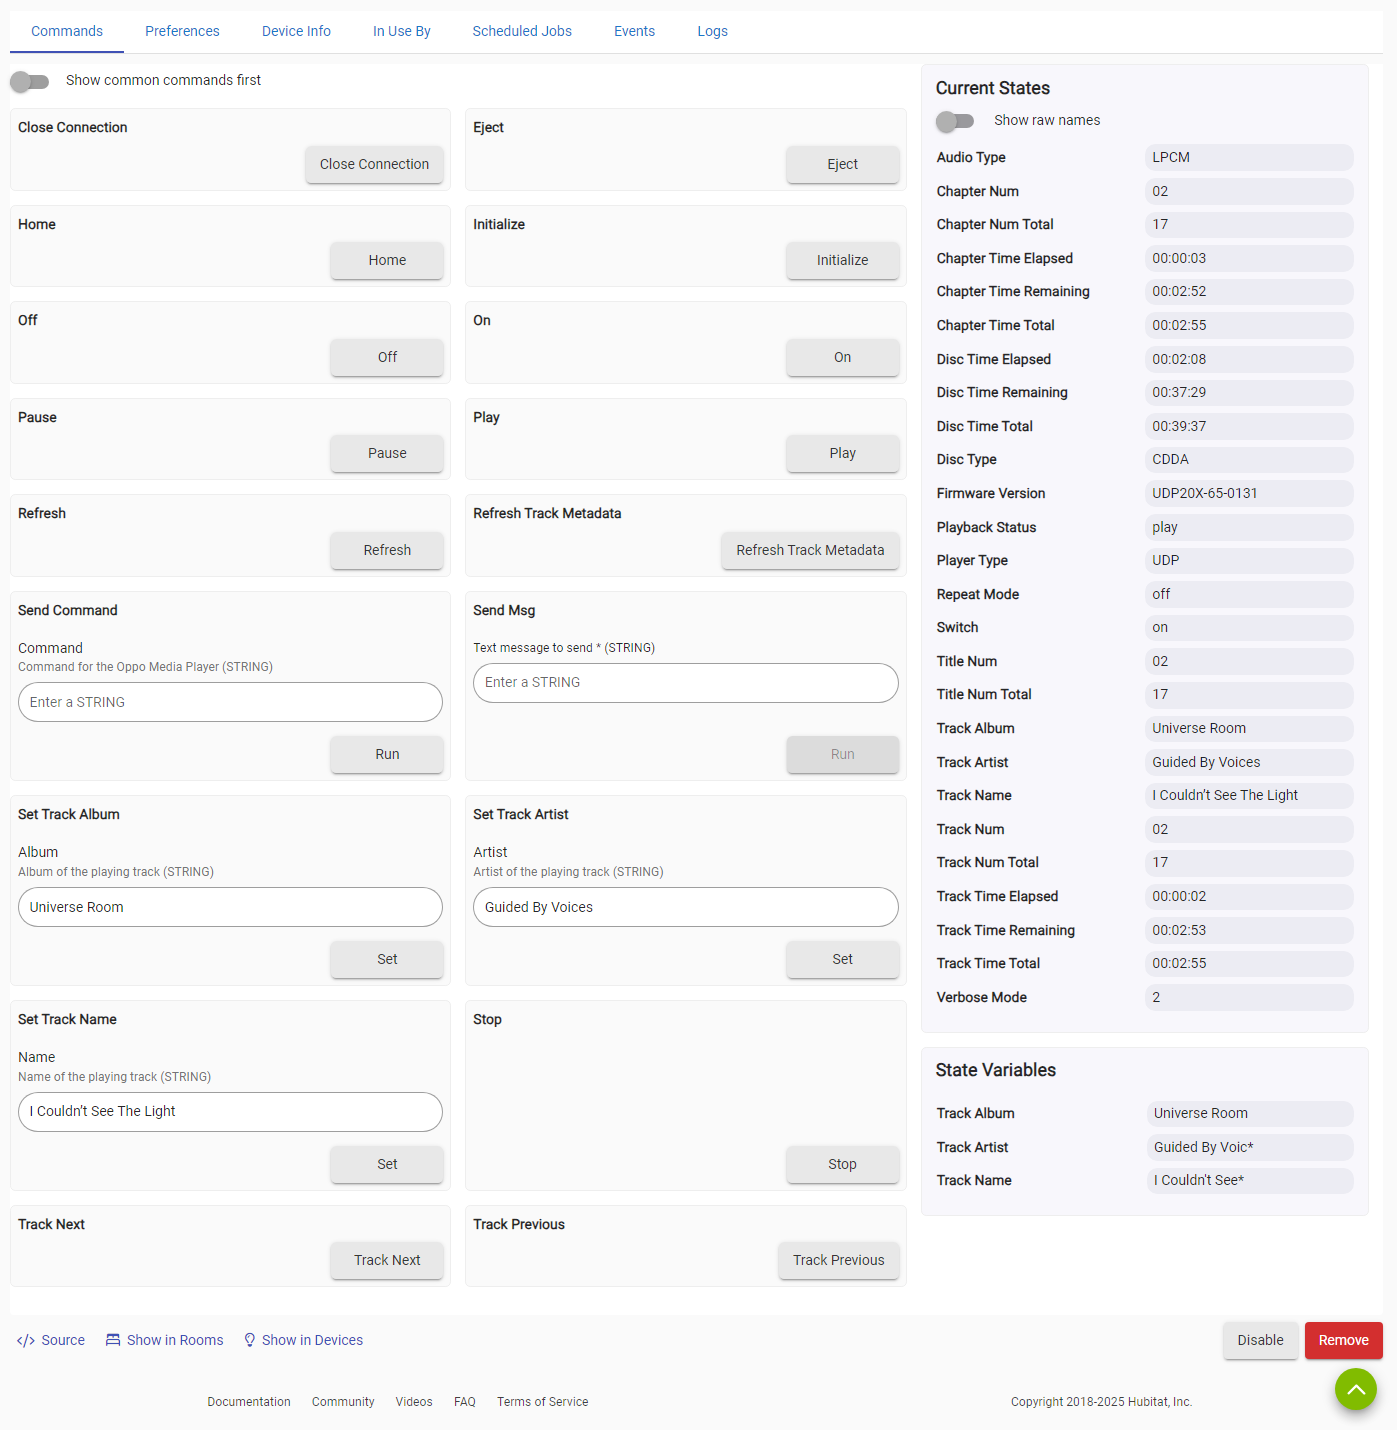 Commands Preferences Device Info In Use By Scheduled Jobs Events Logs
Show common commands first
Close Connection
Close Connection
Eject
Eject
Home
Home
Initialize
Initialize
Off
Off
On
On
Pause
Pause
Play
Play
Refresh
Refresh
Refresh Track Metadata
Refresh Track Metadata
Send Command
Command
Command for the Oppo Media Player (STRING)
Enter a STRING
Run
Send Msg
Text message to send * (STRING)
Enter a STRING
Run
Set Track Album
Album
Album of the playing track (STRING)
Universe Room
Set
Set Track Artist
Artist
Artist of the playing track (STRING)
Guided By Voices
Set
Set Track Name
Name
Name of the playing track (STRING)
I Couldn't See The Light
Set
Stop
Stop
Track Next
Track Next
Track Previous
Track Previous
Current States
Show raw names
Audio Type LPCM
Chapter Num 02
Chapter Num Total 17
Chapter Time Elapsed 00:00:03
Chapter Time Remaining 00:02:52
Chapter Time Total 00:02:55
Disc Time Elapsed 00:02:08
Disc Time Remaining 00:37:29
Disc Time Total 00:39:37
Disc Type CDDA
Firmware Version UDP20X-65-0131
Playback Status play
Player Type UDP
Repeat Mode off
Switch on
Title Num 02
Title Num Total 17
Track Album Universe Room
Track Artist Guided By Voices
Track Name I Couldn't See The Light
Track Num 02
Track Num Total 17
Track Time Elapsed 00:00:02
Track Time Remaining 00:02:53
Track Time Total 00:02:55
Verbose Mode 2
State Variables
Track Album Universe Room
Track Artist Guided By Voic*
Track Name I Couldn't See*
</> Source Show in Rooms Show in Devices
Disable Remove
Documentation Community Videos FAQ Terms of Service
Copyright 2018-2025 Hubitat, Inc.